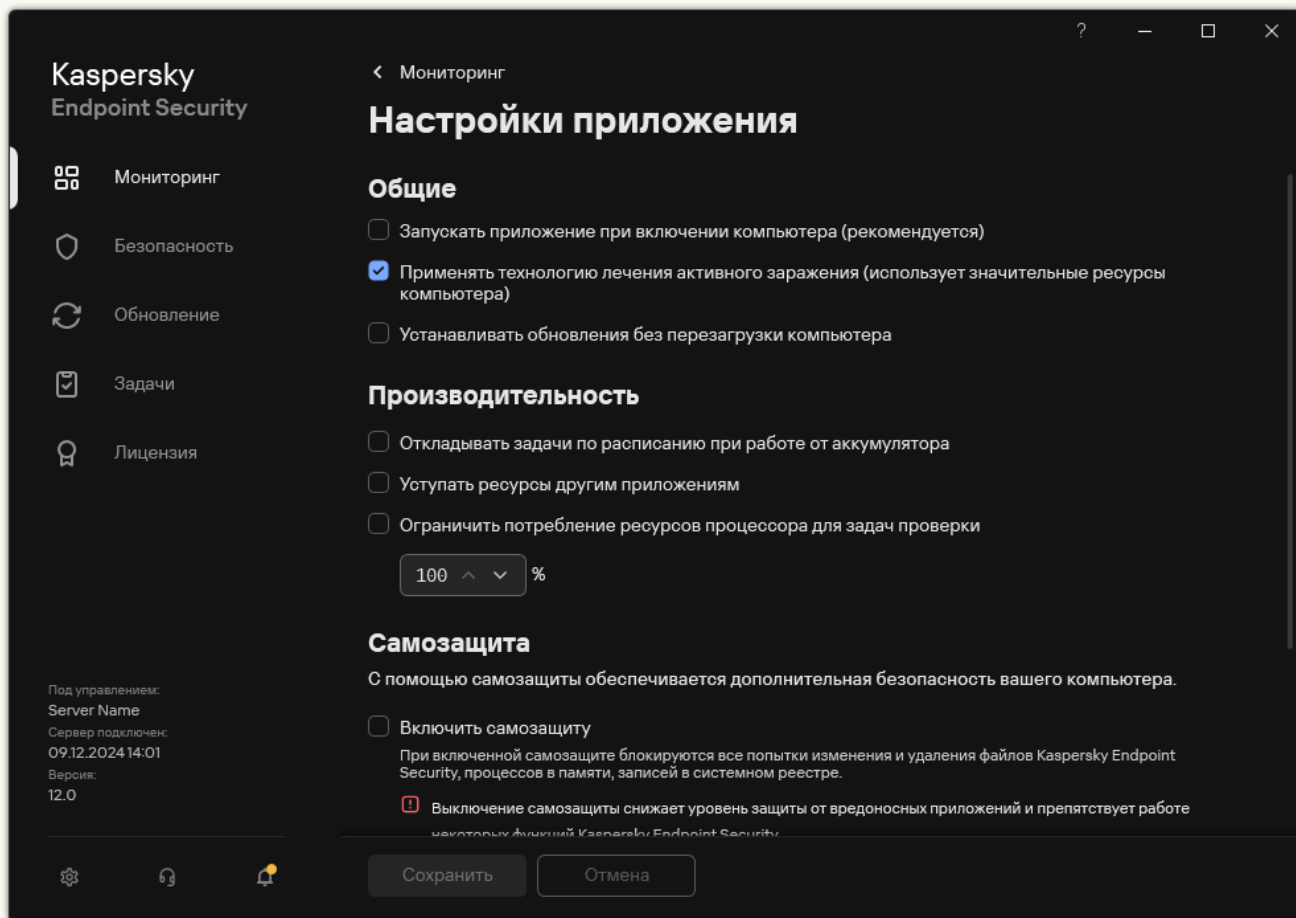 ?
Kaspersky
Endpoint Security
Мониторинг
Безопасность
Обновление
Задачи
Лицензия
Под управлением:
Server Name
Сервер подключен:
09.12.2024 14:01
Версия:
12.0
Мониторинг
Настройки приложения
Общие
Запускать приложение при включении компьютера (рекомендуется)
Применять технологию лечения активного заражения (использует значительные ресурсы
компьютера)
Устанавливать обновления без перезагрузки компьютера
Производительность
Откладывать задачи по расписанию при работе от аккумулятора
Уступать ресурсы другим приложениям
Ограничить потребление ресурсов процессора для задач проверки
100 %
Самозащита
С помощью самозащиты обеспечивается дополнительная безопасность вашего компьютера.
Включить самозащиту
При включенной самозащите блокируются все попытки изменения и удаления файлов Kaspersky Endpoint
Security, процессов в памяти, записей в системном реестре.
Выключение самозащиты снижает уровень защиты от вредоносных приложений и препятствует работе
некоторых функций Kaspersky Endpoint Security
Сохранить
Отмена